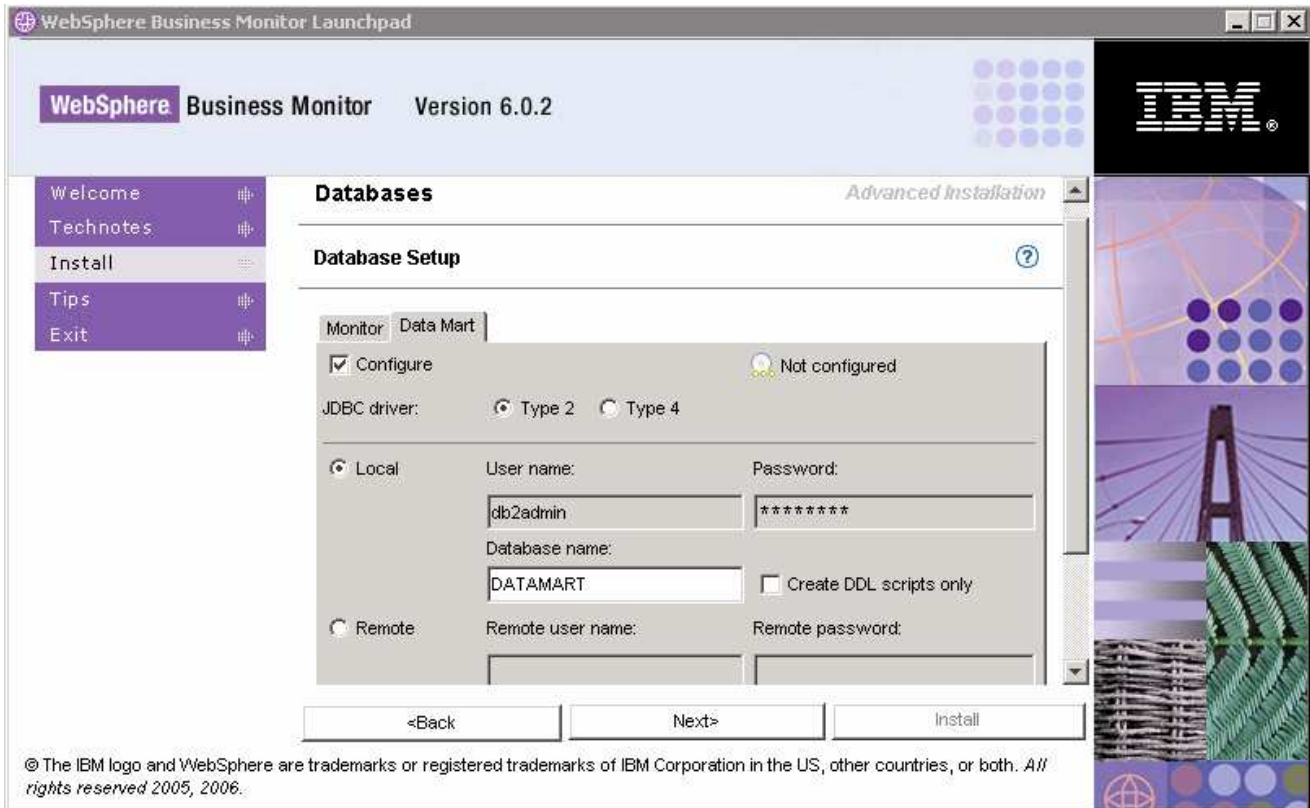 WebSphere Business Monitor Launchpad
WebSphere Business Monitor Version 6.0.2
IBM®
Welcome
Technotes
Install
Tips
Exit
Databases Advanced Installation
Database Setup ?
Monitor Data Mart
Configure Not configured
JDBC driver: Type 2 Type 4
Local User name: Password:
db2admin ********
Database name:
DATAMART Create DDL scripts only
Remote Remote user name: Remote password:
<Back Next> Install
© The IBM logo and WebSphere are trademarks or registered trademarks of IBM Corporation in the US, other countries, or both. All
rights reserved 2005, 2006.